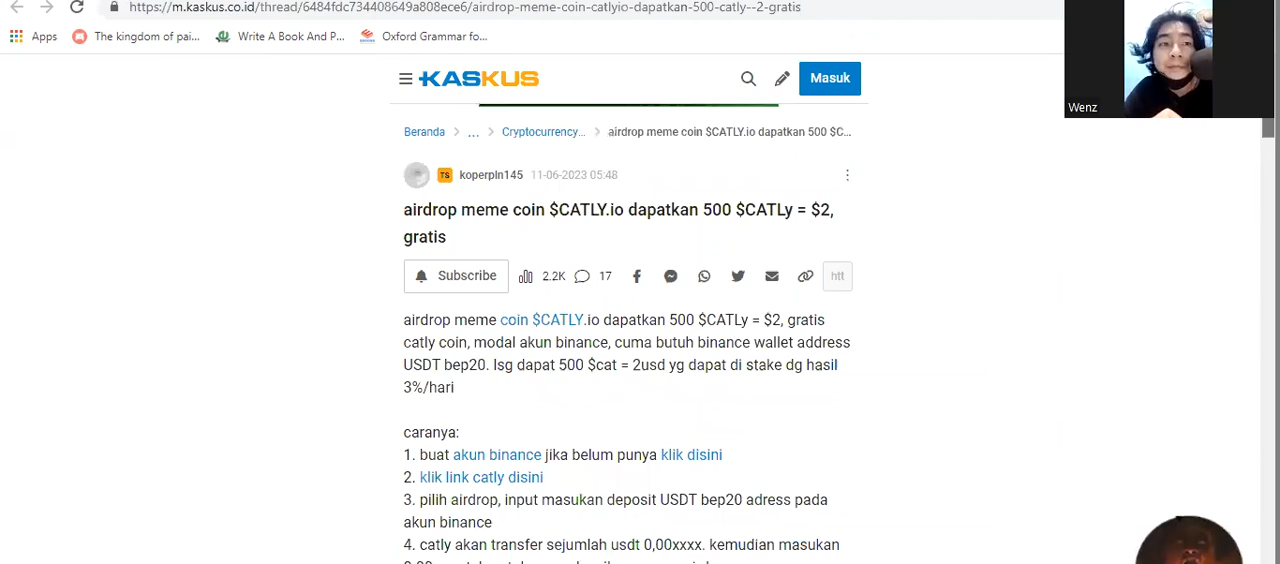 https://m.kaskus.co.id/thread/6484fdc734408649a808ece6/airdrop-meme-coin-catlyio-dapatkan-500-catly--2-gratis
Apps The kingdom of pai... Write A Book And P... Oxford Grammar fo...
Wenz
KASKUS Masuk
Beranda > ... > Cryptocurrency... > airdrop meme coin $CATLY.io dapatkan 500 $C...
TS koperpln145 11-06-2023 05:48
airdrop meme coin $CATLY.io dapatkan 500 $CATLy = $2,
gratis
Subscribe 2.2K 17 htt
airdrop meme coin $CATLY.io dapatkan 500 $CATLy = $2, gratis
catly coin, modal akun binance, cuma butuh binance wallet address
USDT bep20. lsg dapat 500 $cat = 2usd yg dapat di stake dg hasil
3%/hari
caranya:
1. buat akun binance jika belum punya klik disini
2. klik link catly disini
3. pilih airdrop, input masukan deposit USDT bep20 adress pada
akun binance
4. catly akan transfer sejumlah usdt 0,00xxxx. kemudian masukan